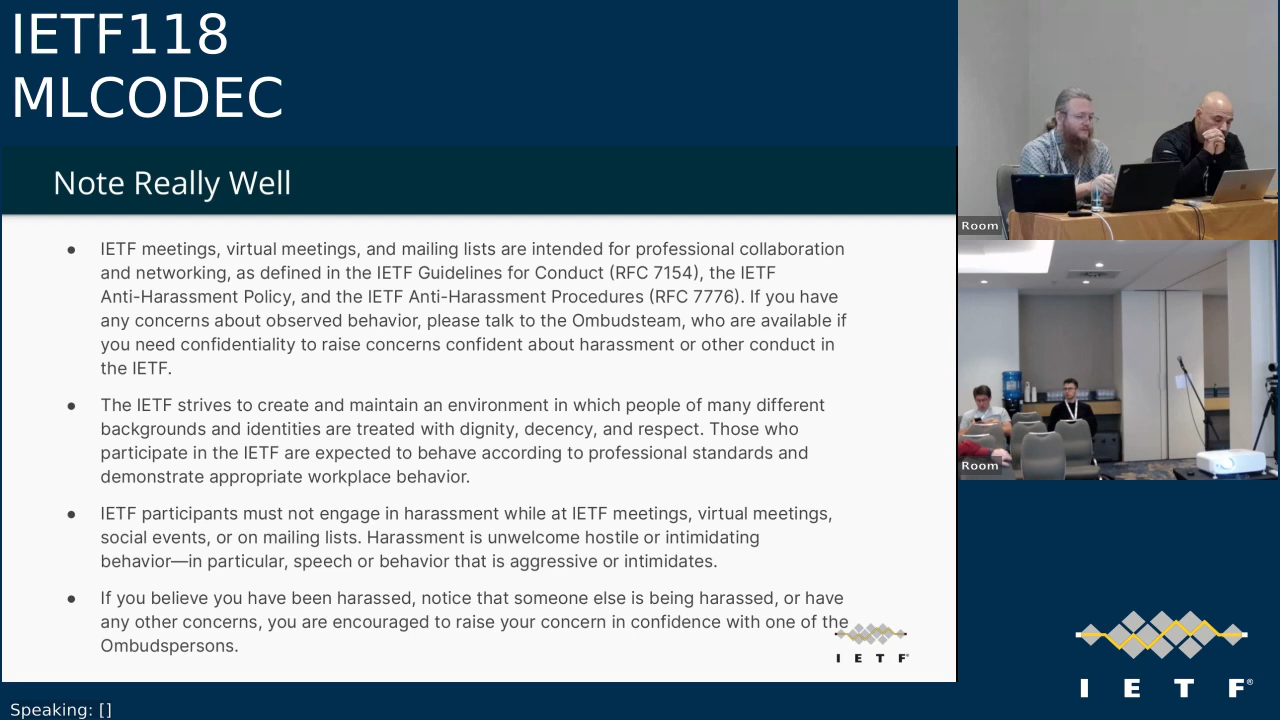 IETF118
MLCODEC
Note Really Well
● IETF meetings, virtual meetings, and mailing lists are intended for professional collaboration
and networking, as defined in the IETF Guidelines for Conduct (RFC 7154), the IETF
Anti-Harassment Policy, and the IETF Anti-Harassment Procedures (RFC 7776). If you have
any concerns about observed behavior, please talk to the Ombudsteam, who are available if
you need confidentiality to raise concerns confident about harassment or other conduct in
the IETF.
● The IETF strives to create and maintain an environment in which people of many different
backgrounds and identities are treated with dignity, decency, and respect. Those who
participate in the IETF are expected to behave according to professional standards and
demonstrate appropriate workplace behavior.
● IETF participants must not engage in harassment while at IETF meetings, virtual meetings,
social events, or on mailing lists. Harassment is unwelcome hostile or intimidating
behavior—in particular, speech or behavior that is aggressive or intimidates.
● If you believe you have been harassed, notice that someone else is being harassed, or have
any other concerns, you are encouraged to raise your concern in confidence with one of the
Ombudspersons.
I E T F®
Speaking: []
Room
Room
I E T F®